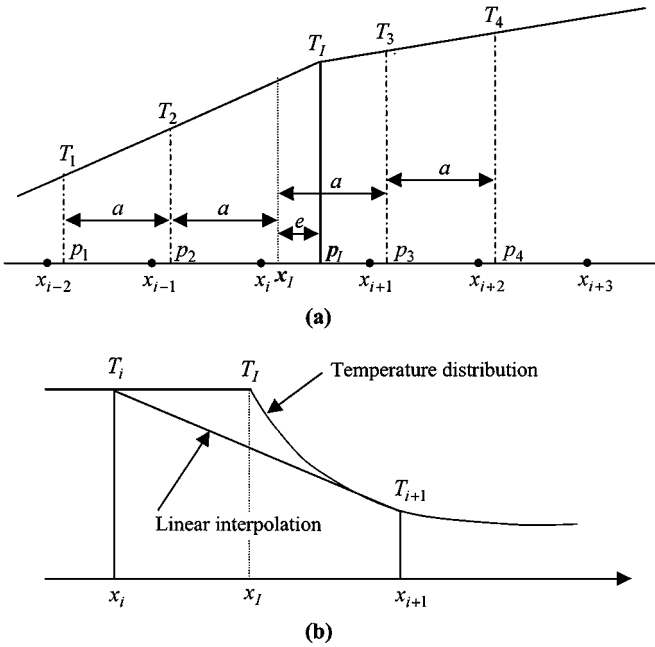 T_I T_3 T_4
T_2
T_1
a a a a
e
p_1 p_2 p_I p_3 p_4
x_{i-2} x_{i-1} x_i x_I x_{i+1} x_{i+2} x_{i+3}
(a)
T_i T_I Temperature distribution
T_{i+1}
Linear interpolation
x_i x_I x_{i+1}
(b)